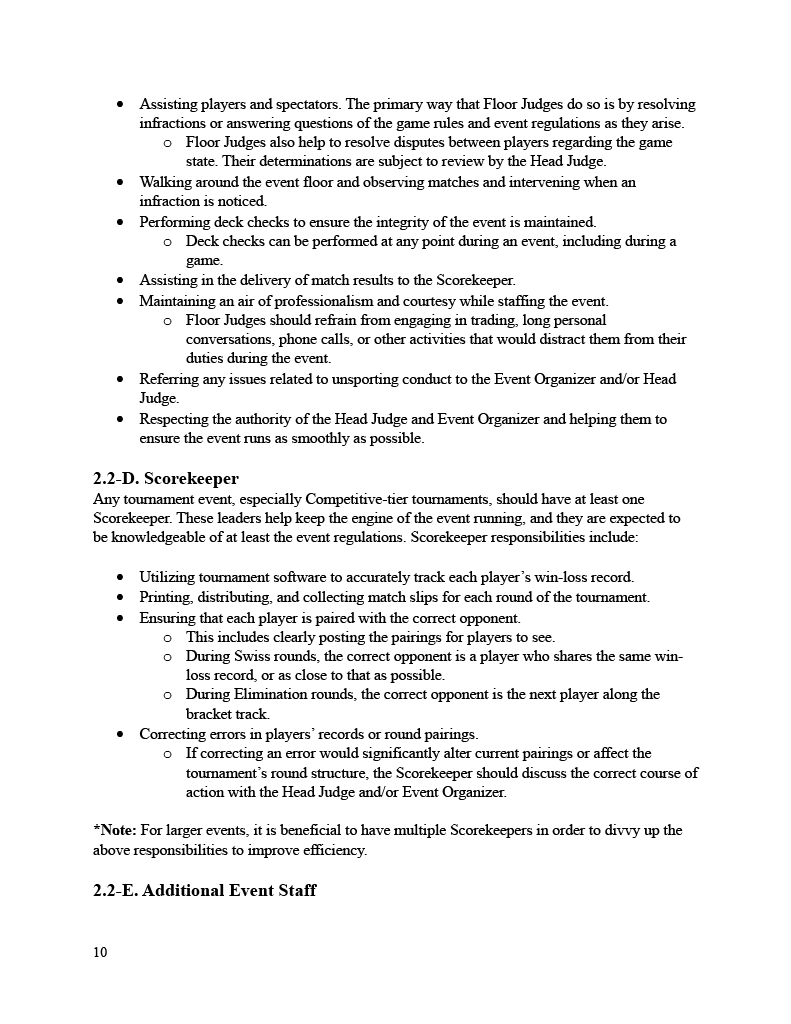 • Assisting players and spectators. The primary way that Floor Judges do so is by resolving
infractions or answering questions of the game rules and event regulations as they arise.
o Floor Judges also help to resolve disputes between players regarding the game
state. Their determinations are subject to review by the Head Judge.
• Walking around the event floor and observing matches and intervening when an
infraction is noticed.
• Performing deck checks to ensure the integrity of the event is maintained.
o Deck checks can be performed at any point during an event, including during a
game.
• Assisting in the delivery of match results to the Scorekeeper.
• Maintaining an air of professionalism and courtesy while staffing the event.
o Floor Judges should refrain from engaging in trading, long personal
conversations, phone calls, or other activities that would distract them from their
duties during the event.
• Referring any issues related to unsporting conduct to the Event Organizer and/or Head
Judge.
• Respecting the authority of the Head Judge and Event Organizer and helping them to
ensure the event runs as smoothly as possible.
2.2-D. Scorekeeper
Any tournament event, especially Competitive-tier tournaments, should have at least one
Scorekeeper. These leaders help keep the engine of the event running, and they are expected to
be knowledgeable of at least the event regulations. Scorekeeper responsibilities include:
• Utilizing tournament software to accurately track each player’s win-loss record.
• Printing, distributing, and collecting match slips for each round of the tournament.
• Ensuring that each player is paired with the correct opponent.
o This includes clearly posting the pairings for players to see.
o During Swiss rounds, the correct opponent is a player who shares the same win-
loss record, or as close to that as possible.
o During Elimination rounds, the correct opponent is the next player along the
bracket track.
• Correcting errors in players’ records or round pairings.
o If correcting an error would significantly alter current pairings or affect the
tournament’s round structure, the Scorekeeper should discuss the correct course of
action with the Head Judge and/or Event Organizer.
*Note: For larger events, it is beneficial to have multiple Scorekeepers in order to divvy up the
above responsibilities to improve efficiency.
2.2-E. Additional Event Staff
10